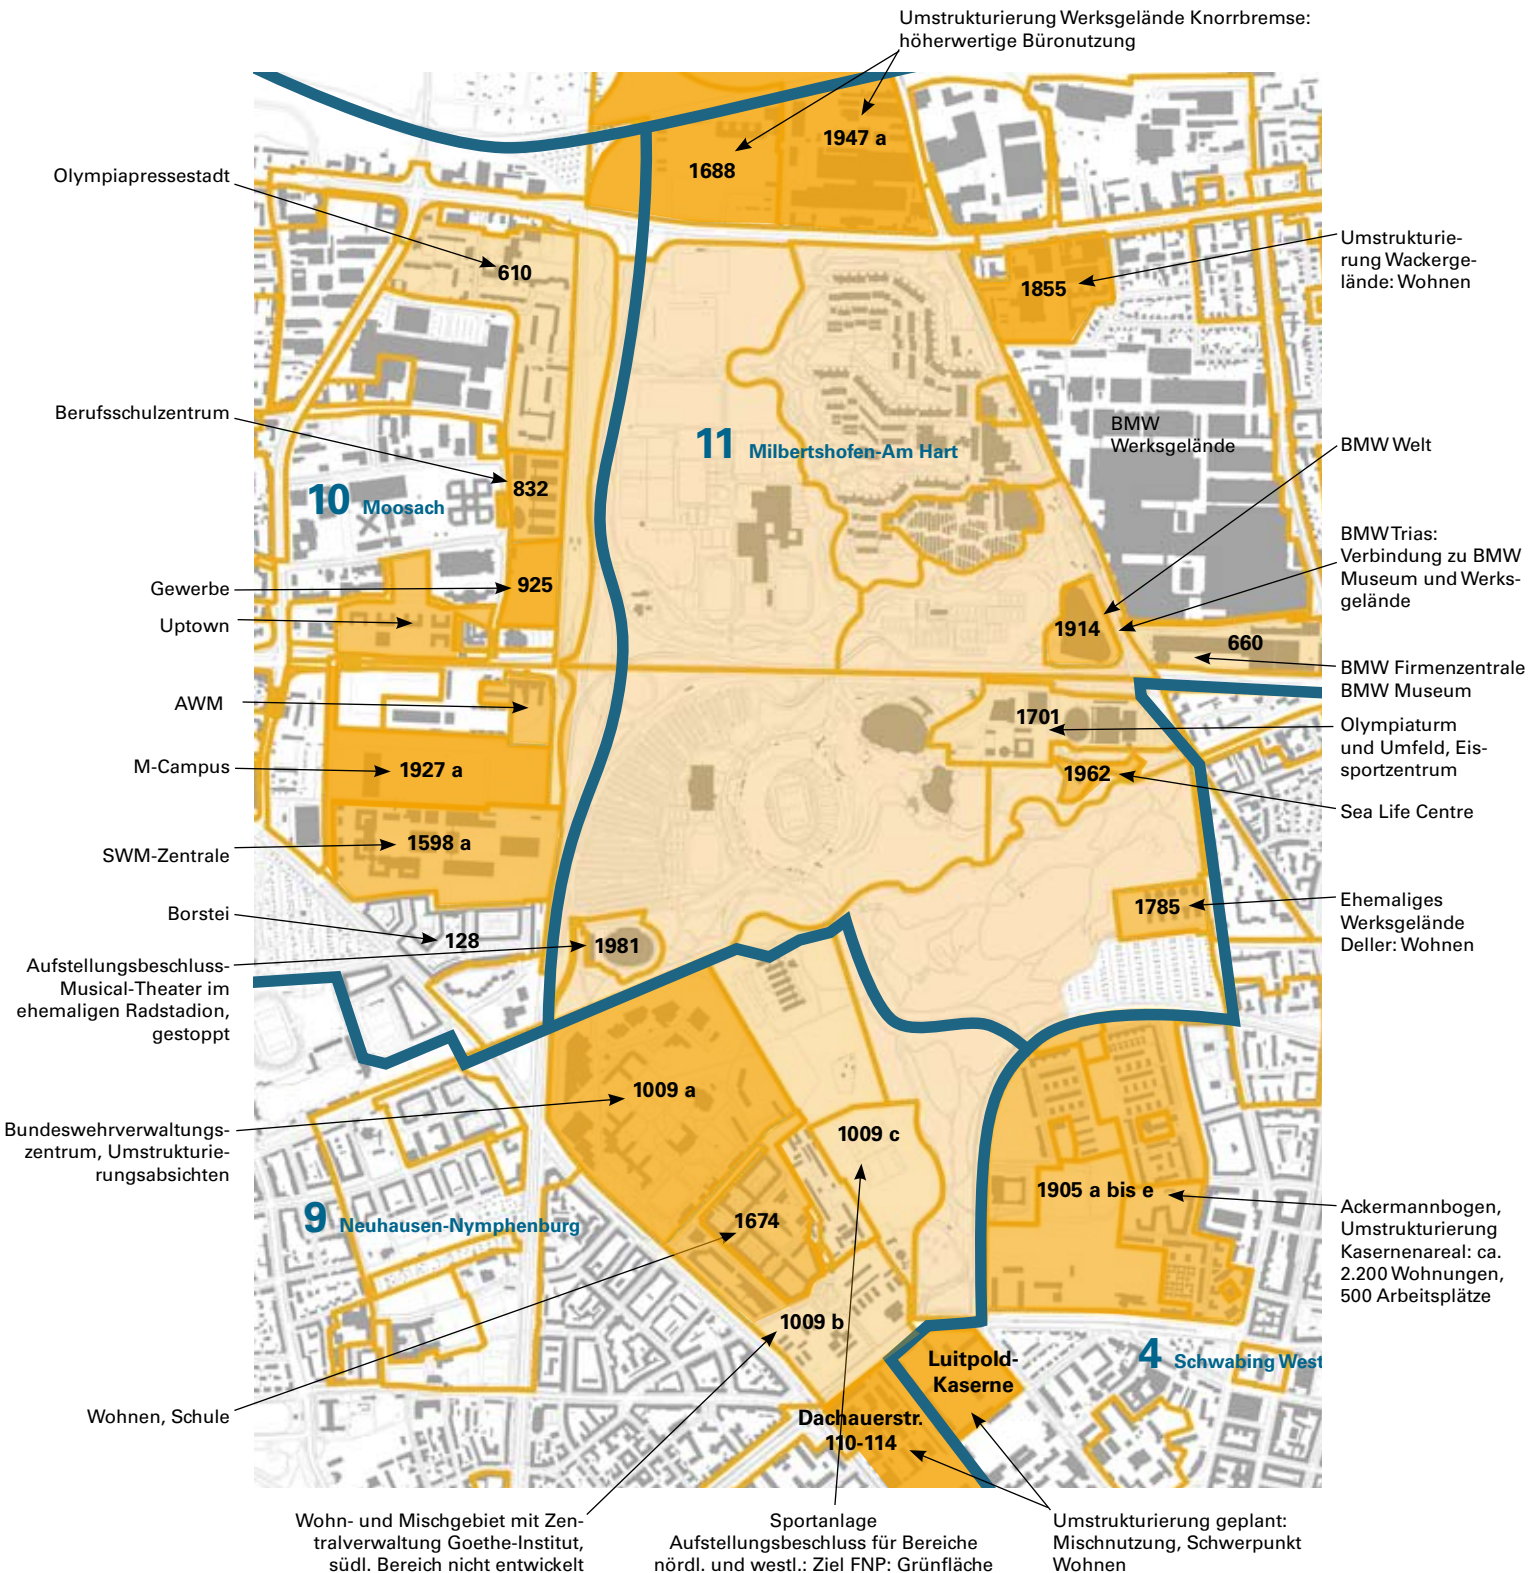 Umstrukturierung Werksgelände Knorrbremse:
höherwertige Büronutzung
1947 a
1688
Olympiapressestadt
610
Umstrukturie-
rung Wackerge-
lände: Wohnen
1855
Berufsschulzentrum
832
11 Milbertshofen-Am Hart
BMW
Werksgelände
BMW Welt
10 Moosach
BMW Trias:
Verbindung zu BMW
Museum und Werks-
gelände
Gewerbe
925
Uptown
1914
660
BMW Firmenzentrale
BMW Museum
AWM
1701
Olympiaturm
und Umfeld, Eis-
sportzentrum
M-Campus
1927 a
1962
Sea Life Centre
SWM-Zentrale
1598 a
Borstei
128
1785
Ehemaliges
Werksgelände
Deller: Wohnen
1981
Aufstellungsbeschluss-
Musical-Theater im
ehemaligen Radstadion,
gestoppt
1009 a
Bundeswehrverwaltungs-
zentrum, Umstrukturie-
rungsabsichten
1009 c
1905 a bis e
Ackermannbogen,
Umstrukturierung
Kasernenareal: ca.
2.200 Wohnungen,
500 Arbeitsplätze
9 Neuhausen-Nymphenburg
1674
1009 b
Luitpold-
Kaserne
4 Schwabing West
Wohnen, Schule
Dachauerstr.
110-114
Wohn- und Mischgebiet mit Zen-
tralverwaltung Goethe-Institut,
südl. Bereich nicht entwickelt
Sportanlage
Aufstellungsbeschluss für Bereiche
nördl. und westl.: Ziel FNP: Grünfläche
Umstrukturierung geplant:
Mischnutzung, Schwerpunkt
Wohnen